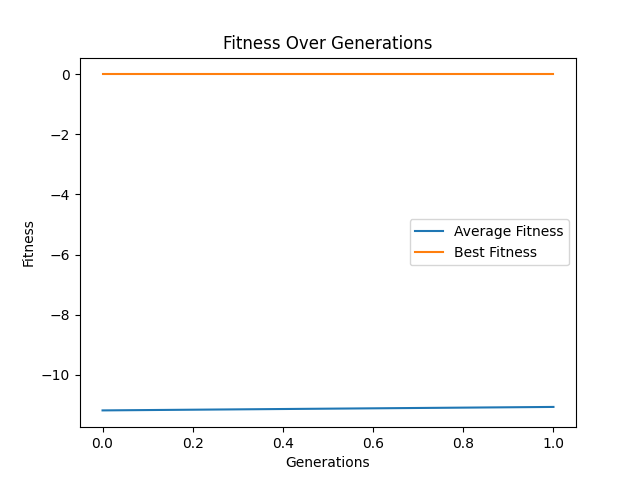 Fitness Over Generations
0
−2
−4
−6
−8
−10
Fitness
Average Fitness
Best Fitness
0.0 0.2 0.4 0.6 0.8 1.0
Generations